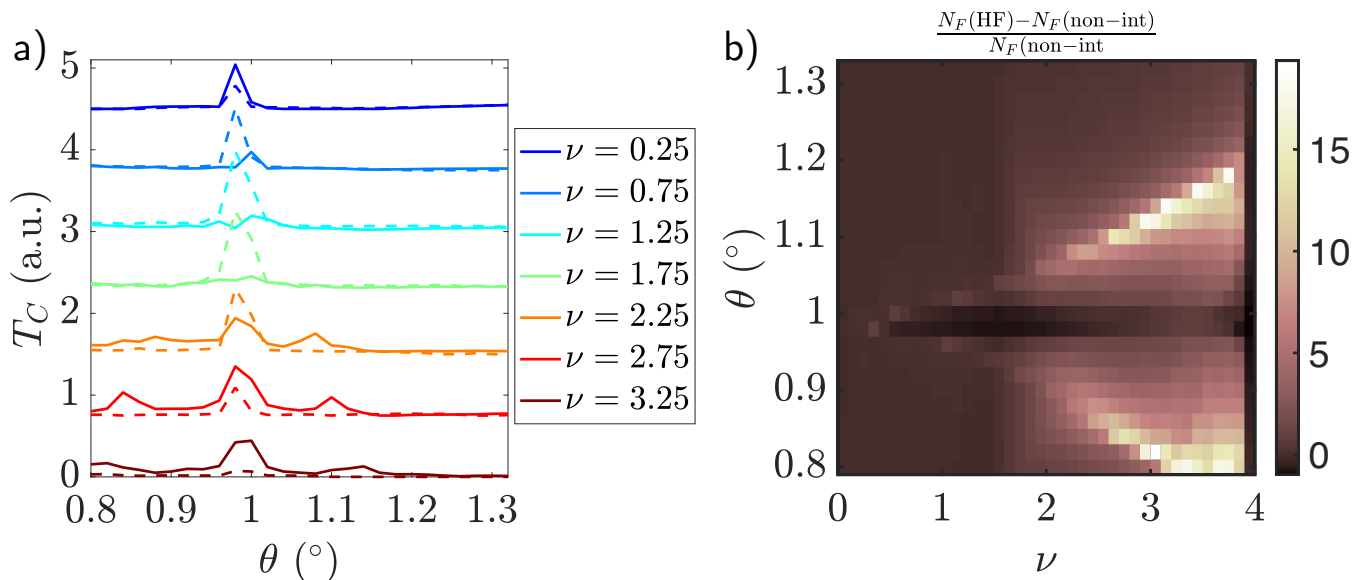 a)
5
4
3
2
1
0
T_C (a.u.)
0.8 0.9 1 1.1 1.2 1.3
θ (°)
ν = 0.25
ν = 0.75
ν = 1.25
ν = 1.75
ν = 2.25
ν = 2.75
ν = 3.25
b)
N_F(HF)−N_F(non−int)
N_F(non−int
1.3
1.2
1.1
1
0.9
0.8
θ (°)
0 1 2 3 4
ν
15
10
5
0